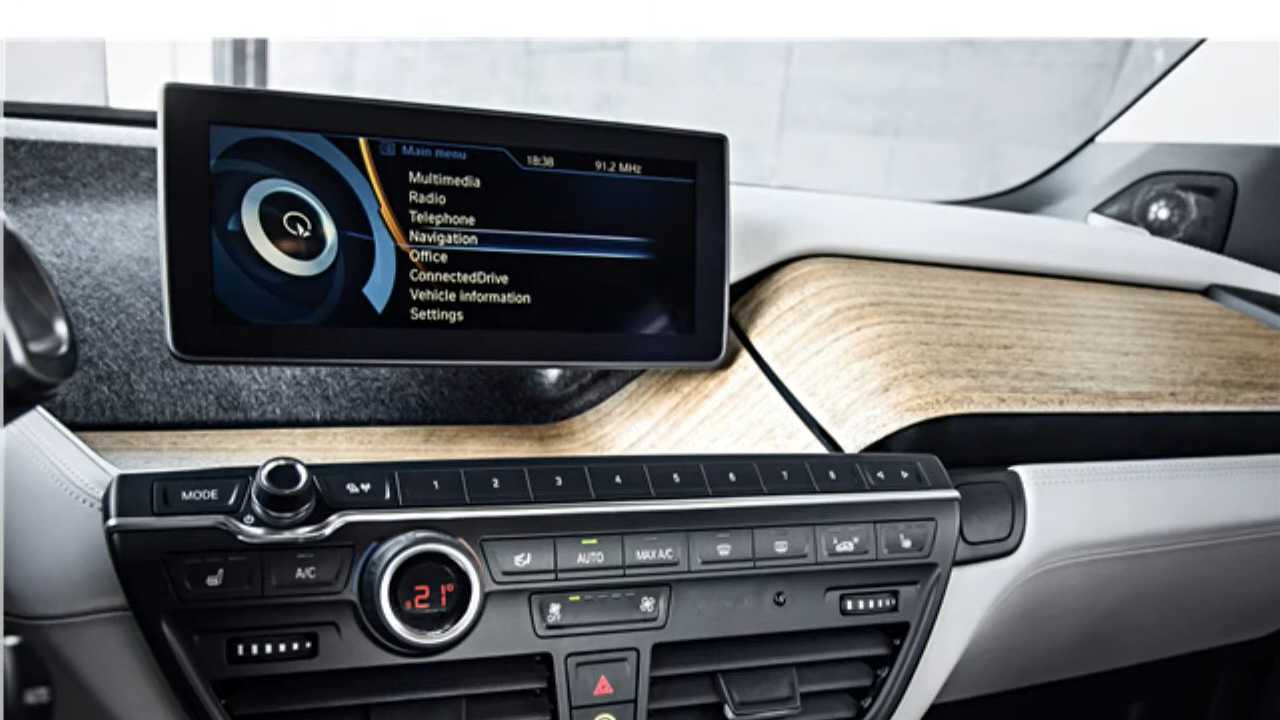 Main menu 18:38 91.2 MHz
Multimedia
Radio
Telephone
Navigation
Office
ConnectedDrive
Vehicle information
Settings
MODE 1 2 3 4 5 6 7 8
A/C 21° AUTO MAX A/C
OFF